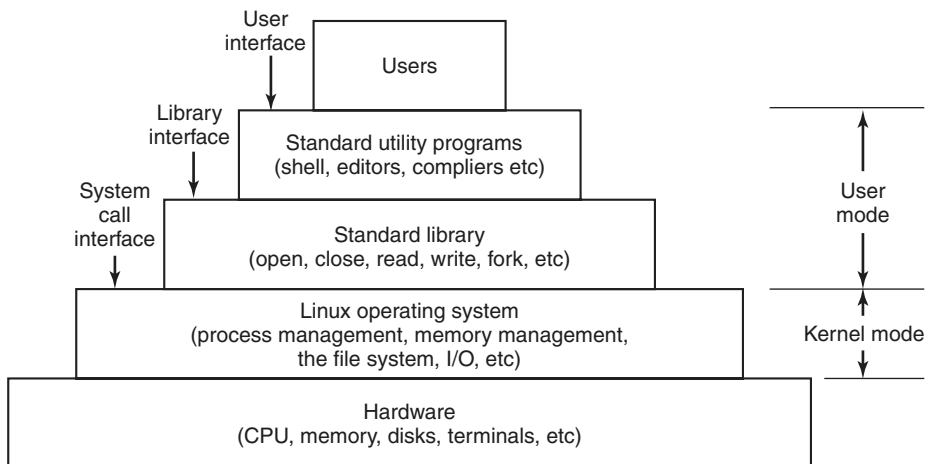 User
interface
Users
Library
interface
Standard utility programs
(shell, editors, compliers etc)
System
call
interface
Standard library
(open, close, read, write, fork, etc)
User
mode
Linux operating system
(process management, memory management,
the file system, I/O, etc)
Kernel mode
Hardware
(CPU, memory, disks, terminals, etc)